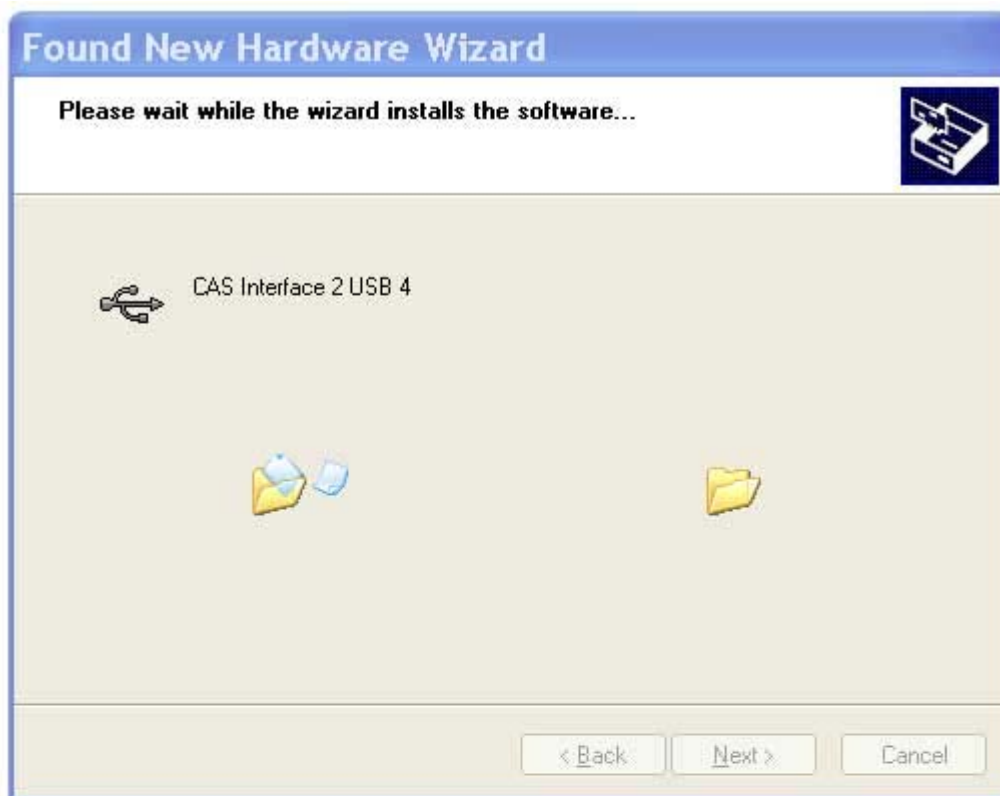 Found New Hardware Wizard
Please wait while the wizard installs the software...
CAS Interface 2 USB 4
< Back
Next >
Cancel